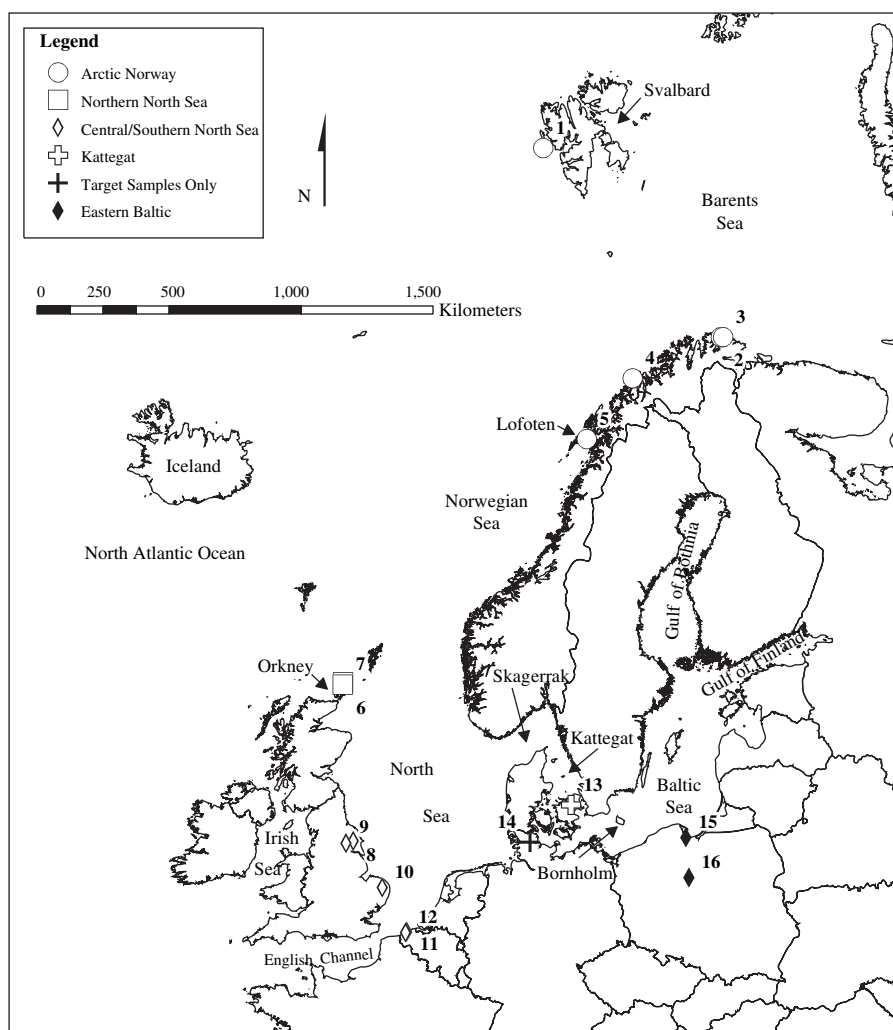 Legend
Arctic Norway
Northern North Sea
Central/Southern North Sea
Kattegat
Target Samples Only
Eastern Baltic
N
Svalbard
1
Barents
Sea
0 250 500 1,000 1,500
Kilometers
3
2
4
5
Lofoten
Iceland
Norwegian
Sea
North Atlantic Ocean
Gulf of Bothnia
Gulf of Finland
7
Orkney
6
Skagerrak
Kattegat
North
Sea
13
Baltic
Sea
14
15
9
8
Irish
Sea
10
16
Bornholm
12
11
English Channel